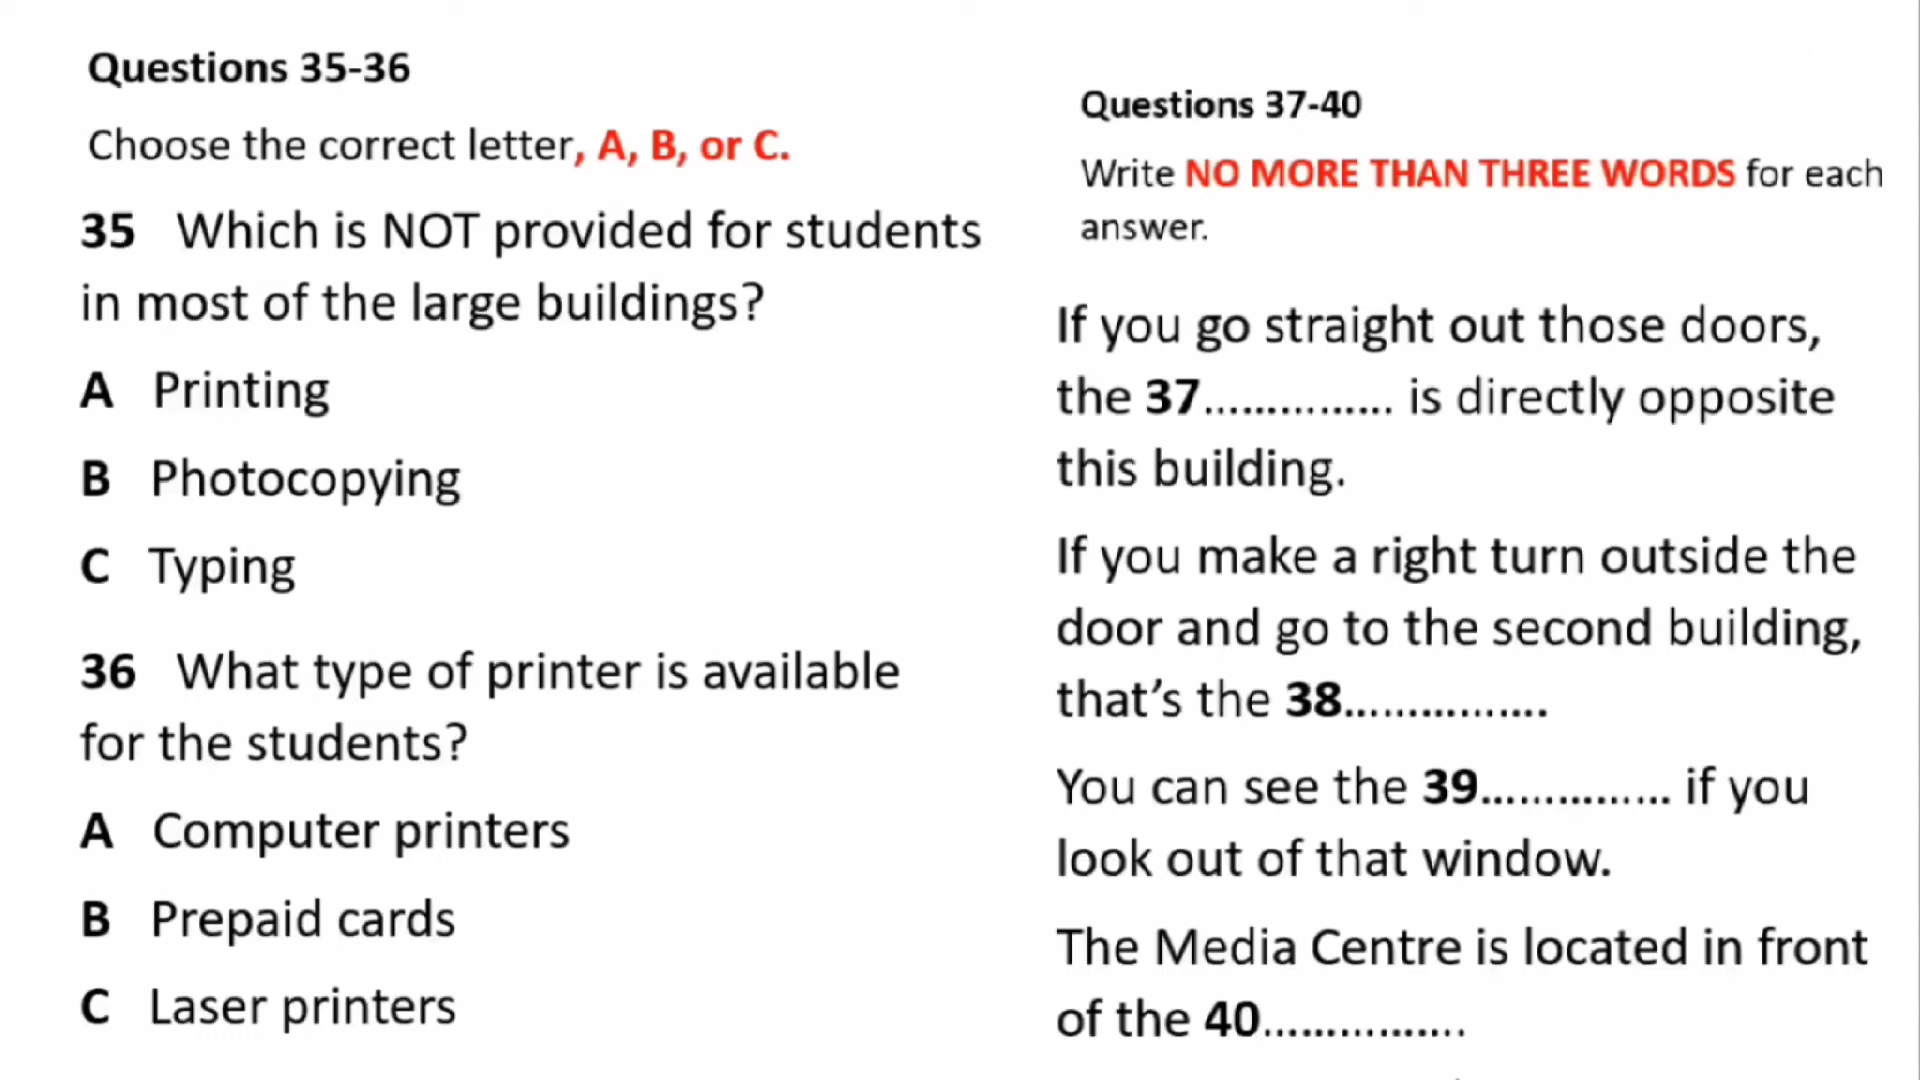 Questions 35-36
Choose the correct letter, A, B, or C.
35 Which is NOT provided for students
in most of the large buildings?
A Printing
B Photocopying
C Typing
36 What type of printer is available
for the students?
A Computer printers
B Prepaid cards
C Laser printers
Questions 37-40
Write NO MORE THAN THREE WORDS for each
answer.
If you go straight out those doors,
the 37............... is directly opposite
this building.
If you make a right turn outside the
door and go to the second building,
that’s the 38................
You can see the 39............... if you
look out of that window.
The Media Centre is located in front
of the 40................